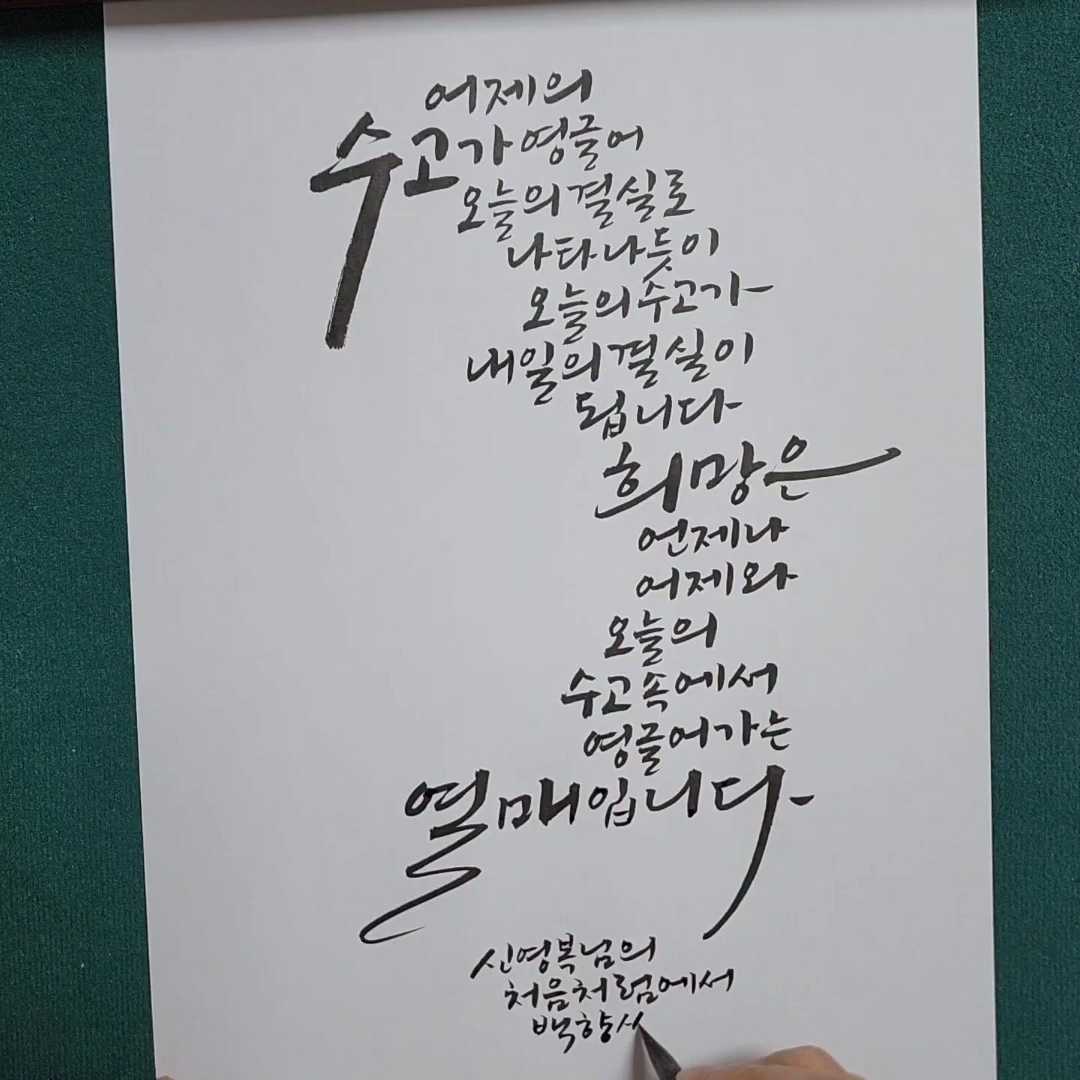 어제의
수고가 영글어
오늘의 결실로
나타나듯이
오늘의 수고가
내일의 결실이
됩니다
희망은
언제나
어제와
오늘의
수고속에서
영글어가는
열매입니다
신영복님의
처음처럼에서
백향